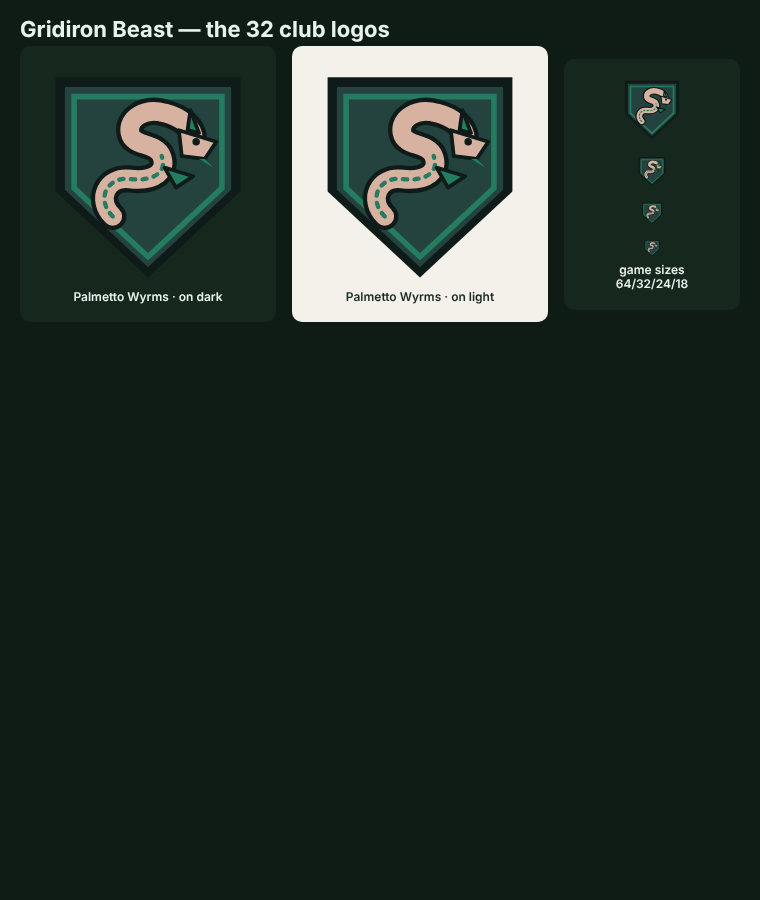 Gridiron Beast — the 32 club logos
Palmetto Wyrms · on dark
Palmetto Wyrms · on light
game sizes
64/32/24/18